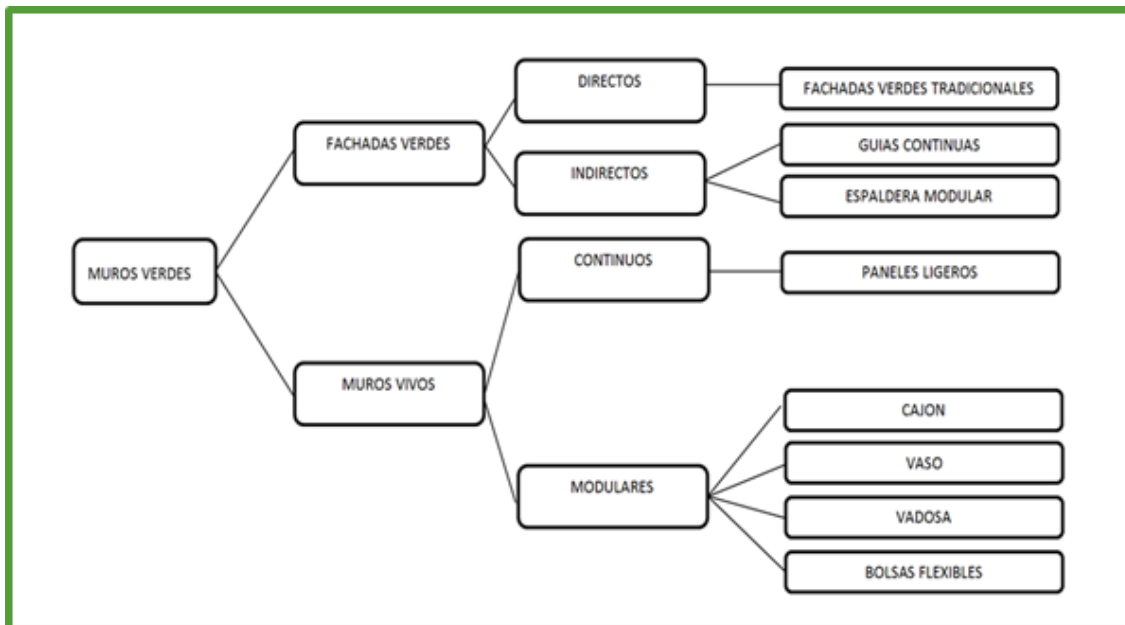 DIRECTOS
FACHADAS VERDES TRADICIONALES
FACHADAS VERDES
GUIAS CONTINUAS
INDIRECTOS
ESPALDERA MODULAR
MUROS VERDES
CONTINUOS
PANELES LIGEROS
MUROS VIVOS
CAJON
VASO
MODULARES
VADOSA
BOLSAS FLEXIBLES